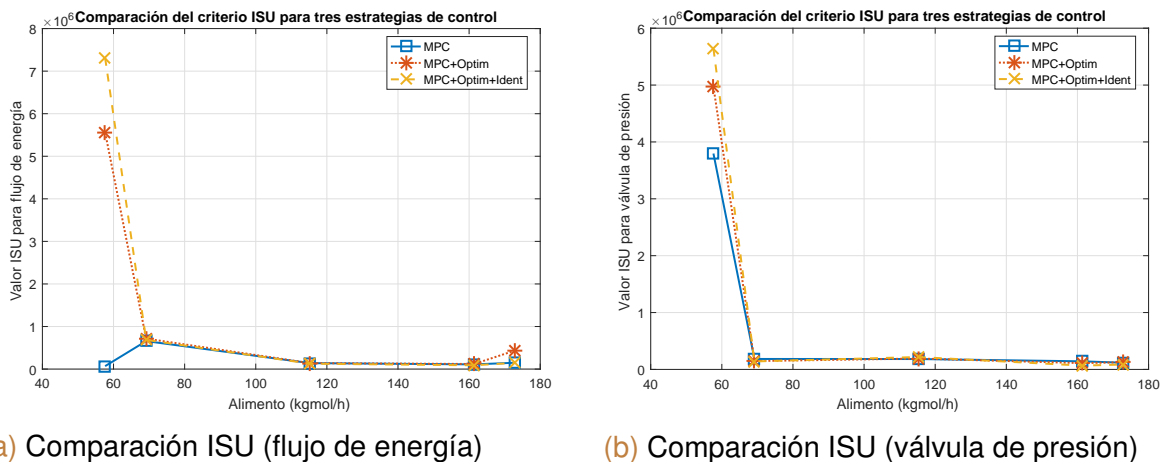 ×10⁶
Comparación del criterio ISU para tres estrategias de control
8
7
6
5
4
3
2
1
0
Valor ISU para flujo de energía
MPC
MPC+Optim
MPC+Optim+Ident
40 60 80 100 120 140 160 180
Alimento (kgmol/h)
) Comparación ISU (flujo de energía)
×10⁶
Comparación del criterio ISU para tres estrategias de control
6
5
4
3
2
1
0
Valor ISU para válvula de presión
MPC
MPC+Optim
MPC+Optim+Ident
40 60 80 100 120 140 160 180
Alimento (kgmol/h)
(b) Comparación ISU (válvula de presión)